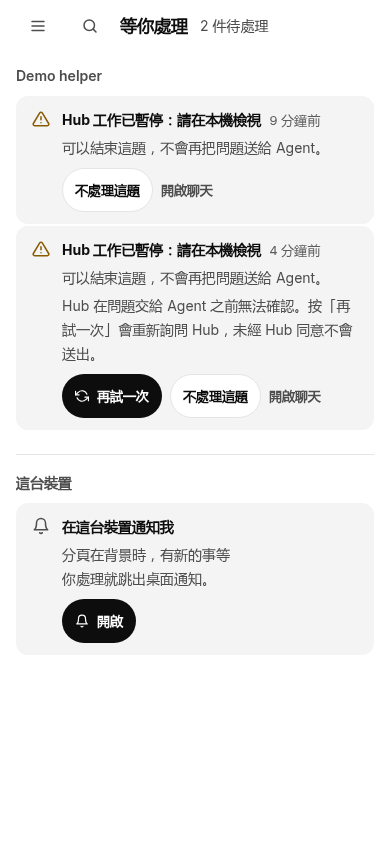 等你處理 2 件待處理
Demo helper
Hub 工作已暫停：請在本機檢視 9 分鐘前
可以結束這題，不會再把問題送給 Agent。
不處理這題 開啟聊天
Hub 工作已暫停：請在本機檢視 4 分鐘前
可以結束這題，不會再把問題送給 Agent。
Hub 在問題交給 Agent 之前無法確認。按「再
試一次」會重新詢問 Hub，未經 Hub 同意不會
送出。
再試一次 不處理這題 開啟聊天
這台裝置
在這台裝置通知我
分頁在背景時，有新的事等
你處理就跳出桌面通知。
開啟